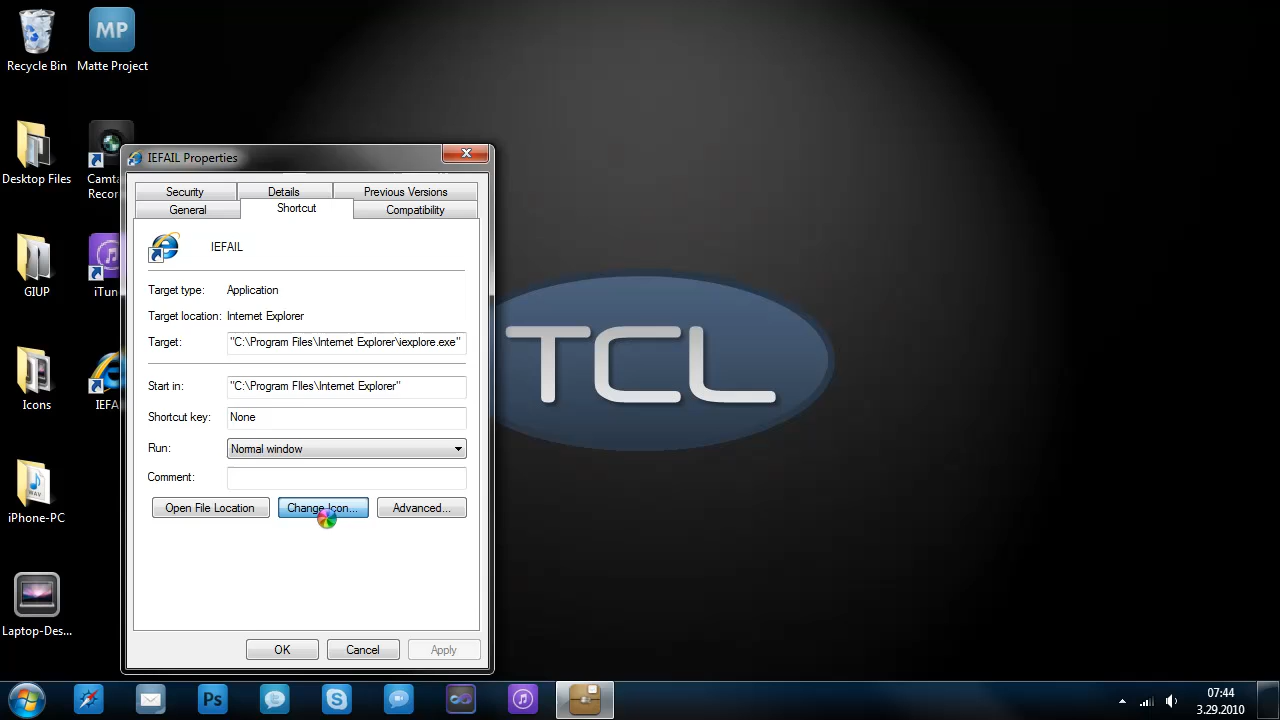 Recycle Bin
MP
Matte Project
Desktop Files
Camta
Recor
GIUP
iTun
Icons
IEFA
iPhone-PC
WAV
Laptop-Des...
IEFAIL Properties
Security
Details
Previous Versions
General
Shortcut
Compatibility
IEFAIL
Target type:
Application
Target location:
Internet Explorer
Target:
"C:\Program Files\Internet Explorer\iexplore.exe"
Start in:
"C:\Program FIles\Internet Explorer"
Shortcut key:
None
Run:
Normal window
Comment:
Open File Location
Change Icon...
Advanced...
OK
Cancel
Apply
TCL
Ps
07:44
3.29.2010